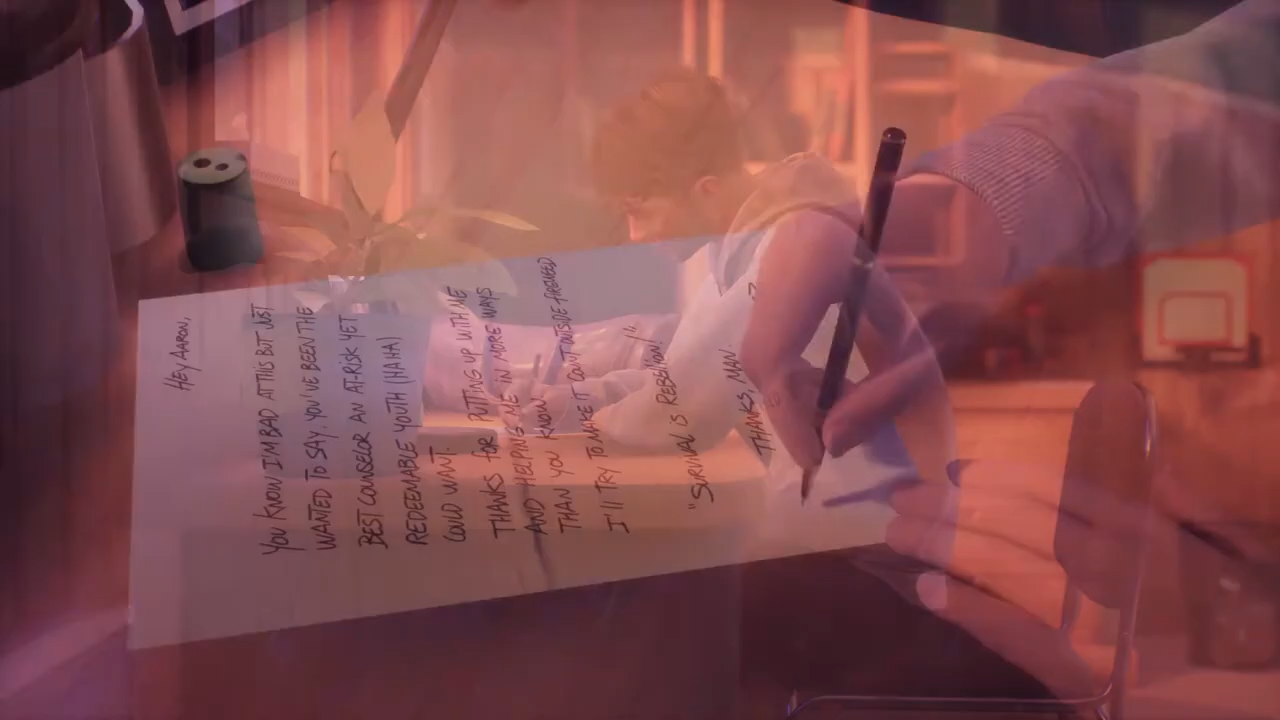 HEY AARON,
YOU KNOW I'M BAD AT THIS BUT JUST
WANTED TO SAY, YOU'VE BEEN THE
BEST COUNSELOR AN AT-RISK YET
REDEEMABLE YOUTH (HAHA)
COULD WANT.
THANKS FOR PUTTING UP WITH ME
AND HELPING ME IN MORE WAYS
THAN YOU KNOW.
I'll TRY TO MAKE IT COUNT OUTSIDE FIREWEED
"SURVIVAL IS REBELLION!"
THANKS, MAN.